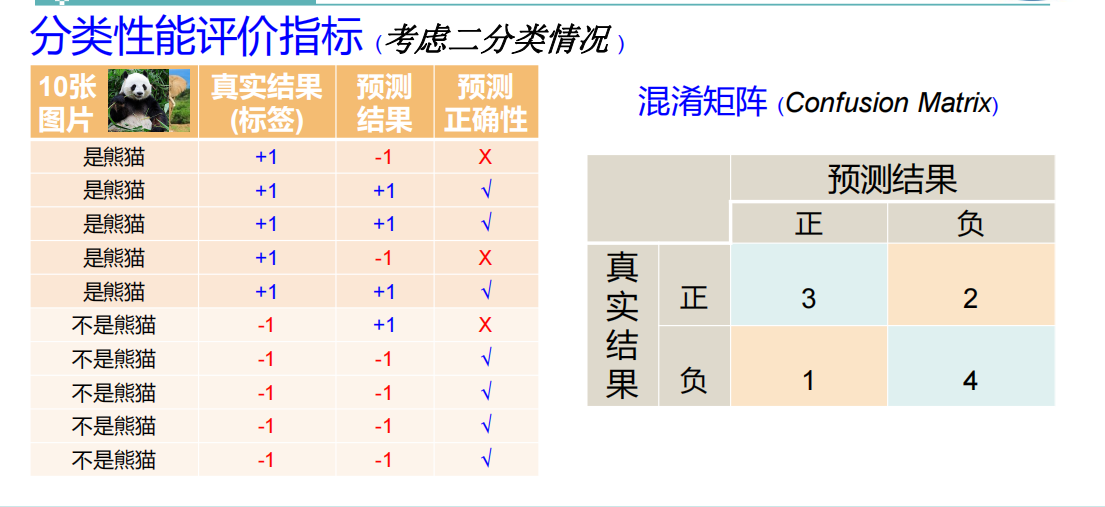 分类性能评价指标（考虑二分类情况）
10张图片 真实结果(标签) 预测结果 预测正确性
是熊猫 +1 -1 X
是熊猫 +1 +1 √
是熊猫 +1 +1 √
是熊猫 +1 -1 X
是熊猫 +1 +1 √
不是熊猫 -1 +1 X
不是熊猫 -1 -1 √
不是熊猫 -1 -1 √
不是熊猫 -1 -1 √
不是熊猫 -1 -1 √
混淆矩阵（Confusion Matrix）
预测结果
正 负
真实结果
正 3 2
负 1 4